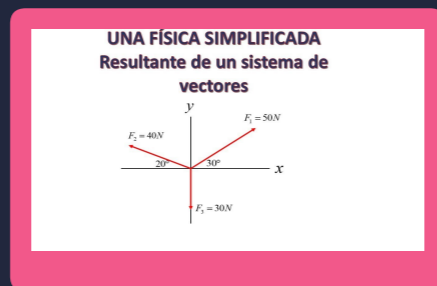 UNA FÍSICA SIMPLIFICADA
Resultante de un sistema de
vectores
y
F₁ = 50N
F₂ = 40N
20°
30°
x
F₃ = 30N